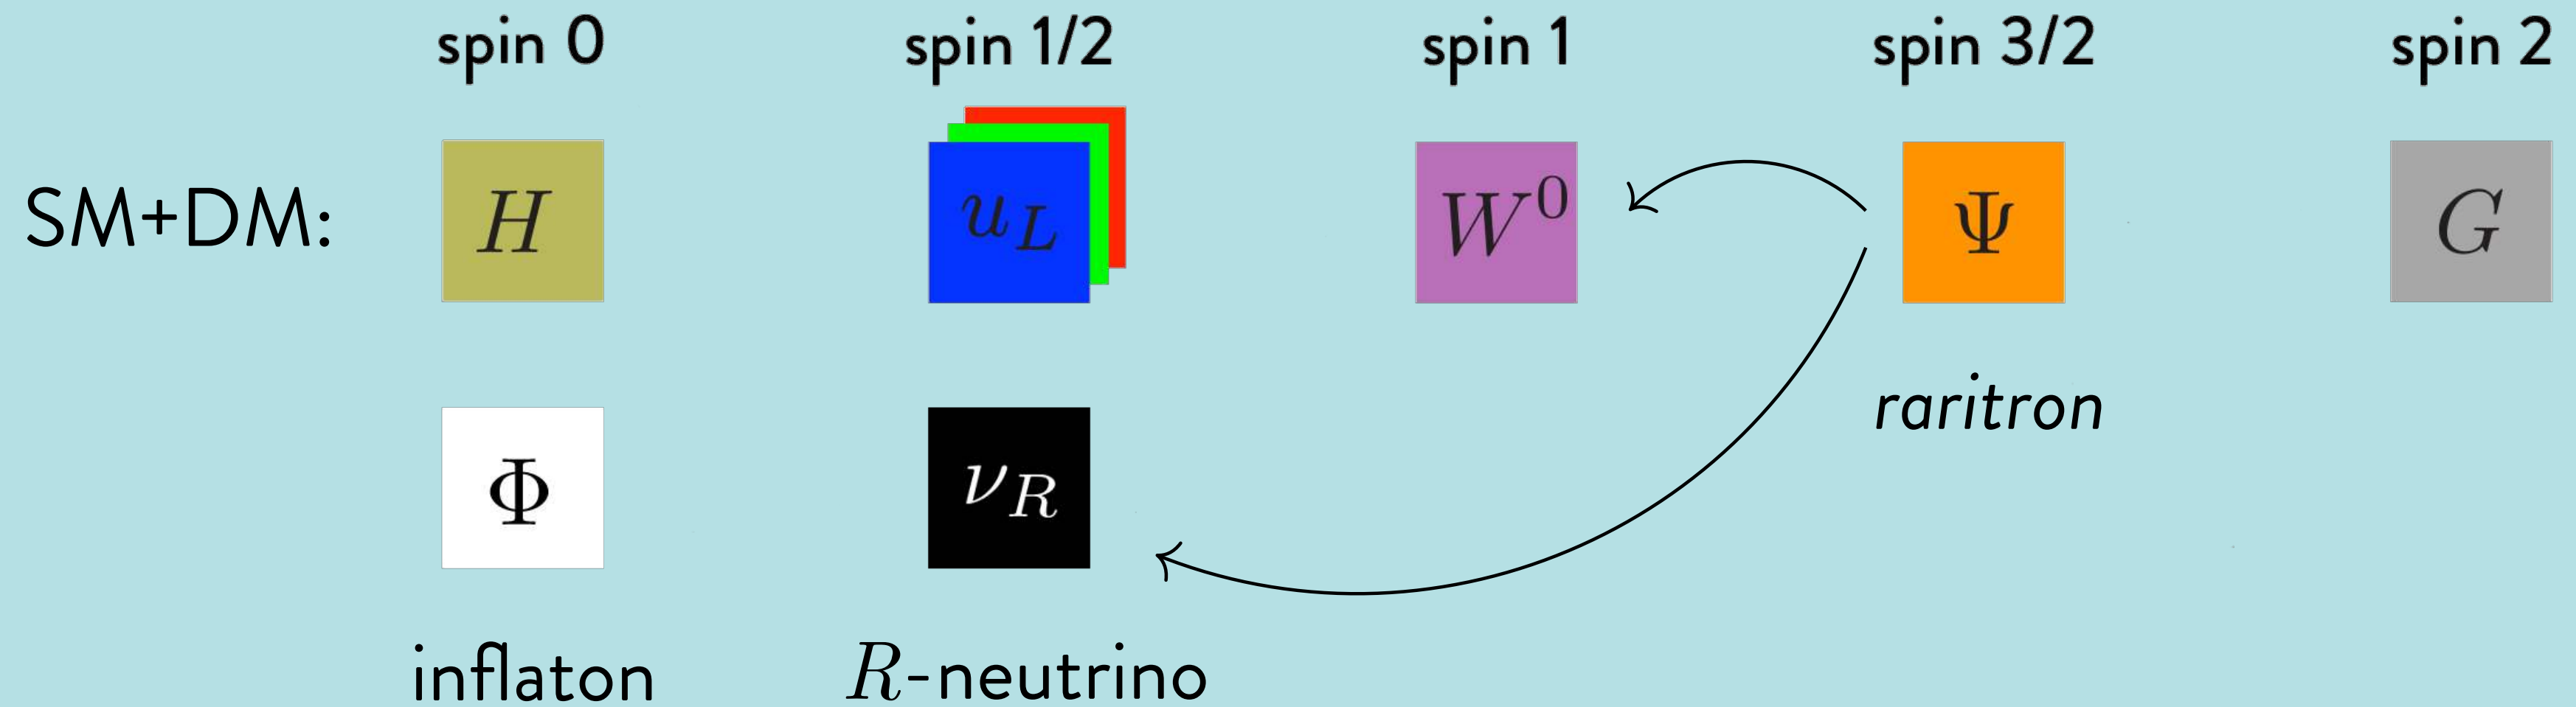 spin 0 spin 1/2 spin 1 spin 3/2 spin 2
SM+DM: H u_L W^0 Ψ G
raritron
Φ ν_R
inflaton R-neutrino